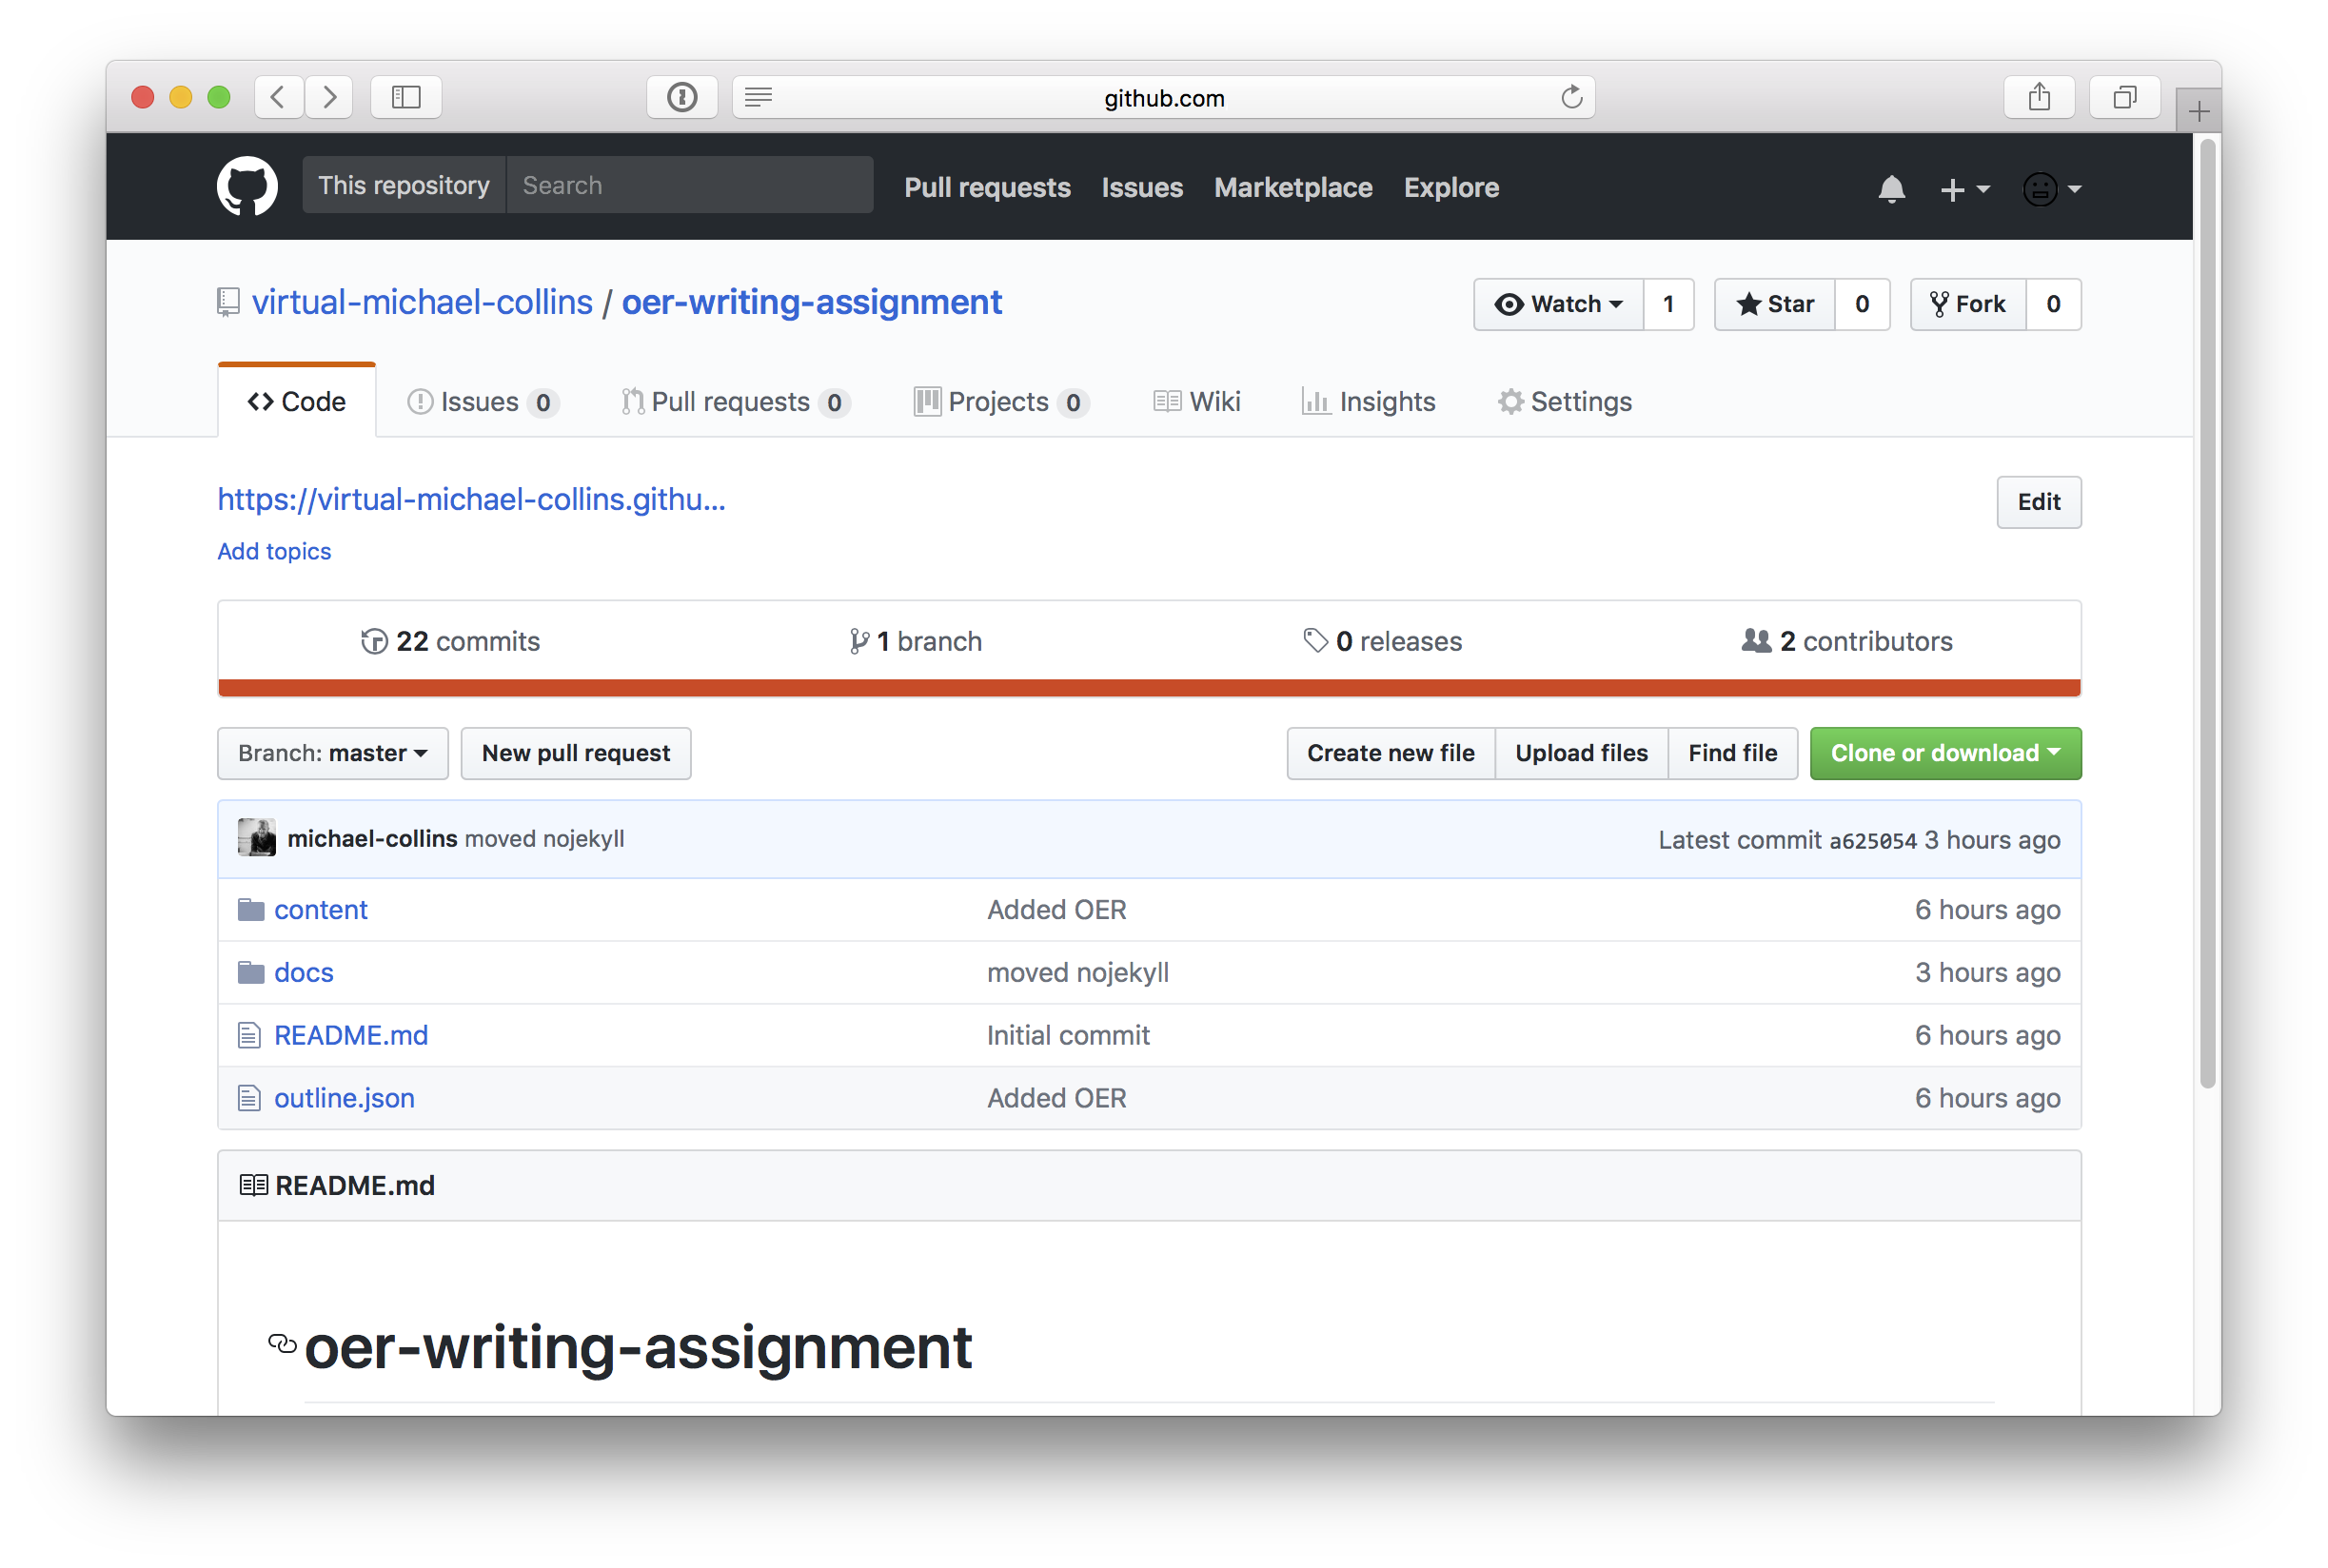 github.com
This repository Search Pull requests Issues Marketplace Explore
virtual-michael-collins / oer-writing-assignment Watch 1 Star 0 Fork 0
Code Issues 0 Pull requests 0 Projects 0 Wiki Insights Settings
https://virtual-michael-collins.githu... Edit
Add topics
22 commits 1 branch 0 releases 2 contributors
Branch: master New pull request Create new file Upload files Find file Clone or download
michael-collins moved nojekyll Latest commit a625054 3 hours ago
content Added OER 6 hours ago
docs moved nojekyll 3 hours ago
README.md Initial commit 6 hours ago
outline.json Added OER 6 hours ago
README.md
oer-writing-assignment